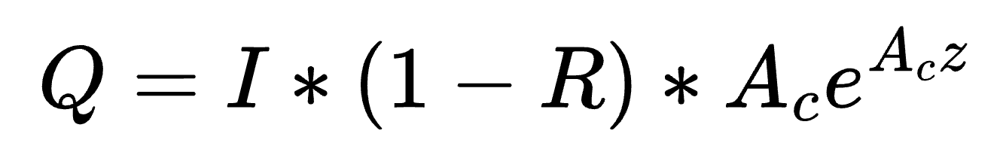 Q = I * (1 − R) * A_c e^{A_c z}